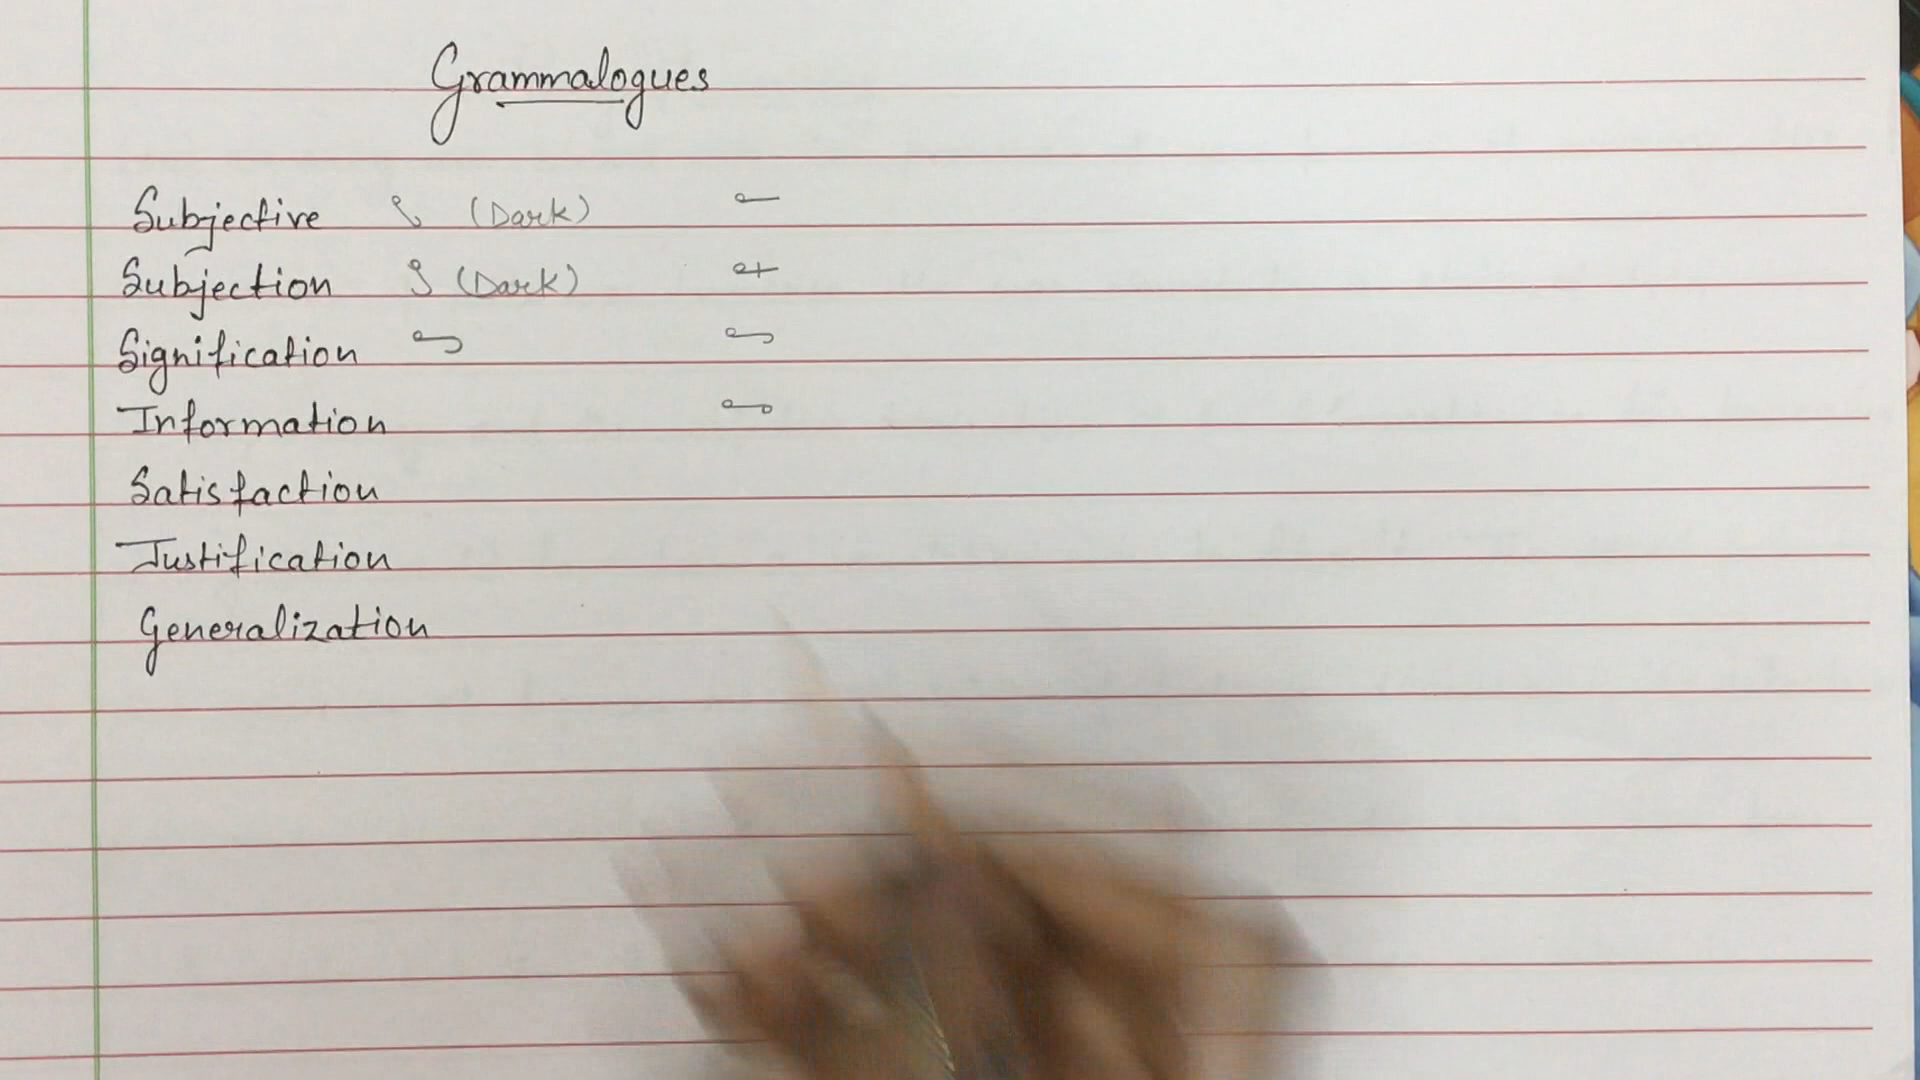 Grammalogues
Subjective (Dark)
Subjection (Dark)
Signification
Information
Satisfaction
Justification
Generalization